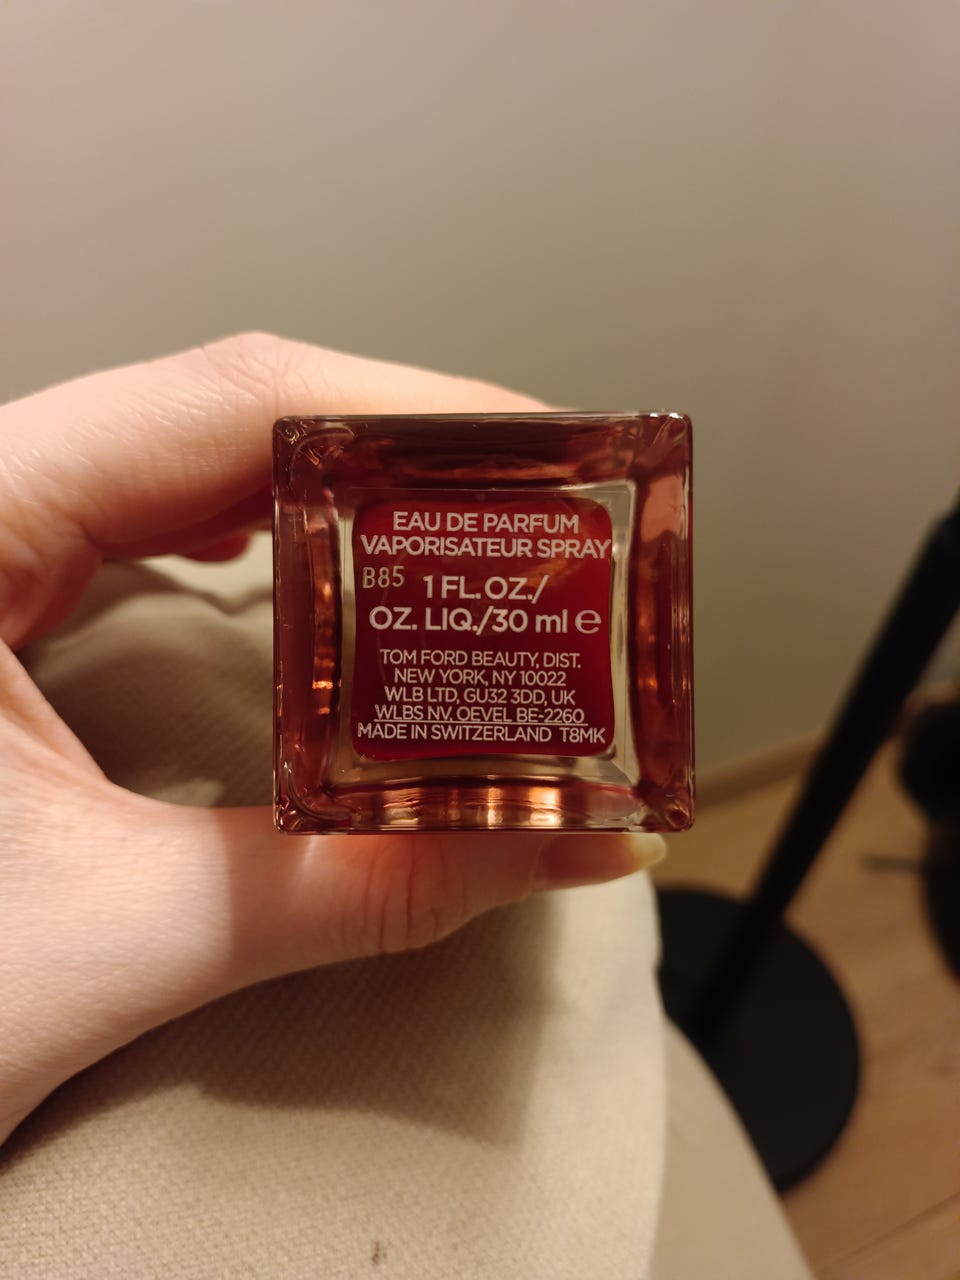 EAU DE PARFUM
VAPORISATEUR SPRAY
B85
1 FL. OZ./
OZ. LIQ./30 ml ℮
TOM FORD BEAUTY, DIST.
NEW YORK, NY 10022
WLB LTD, GU32 3DD, UK
WLBS NV. OEVEL BE-2260
MADE IN SWITZERLAND T8MK